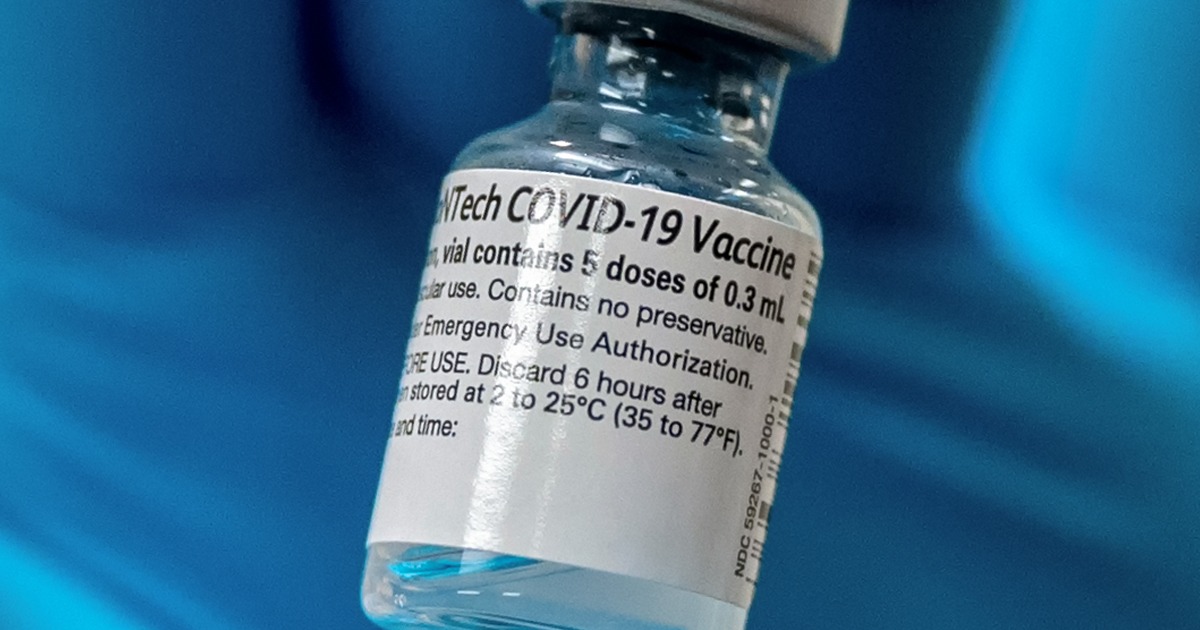 NTech COVID-19 Vaccine
vial contains 5 doses of 0.3 mL
use. Contains no preservative.
Emergency Use Authorization.
USE. Discard 6 hours after
stored at 2 to 25°C (35 to 77°F).
and time:
NDC 59267-1000-1